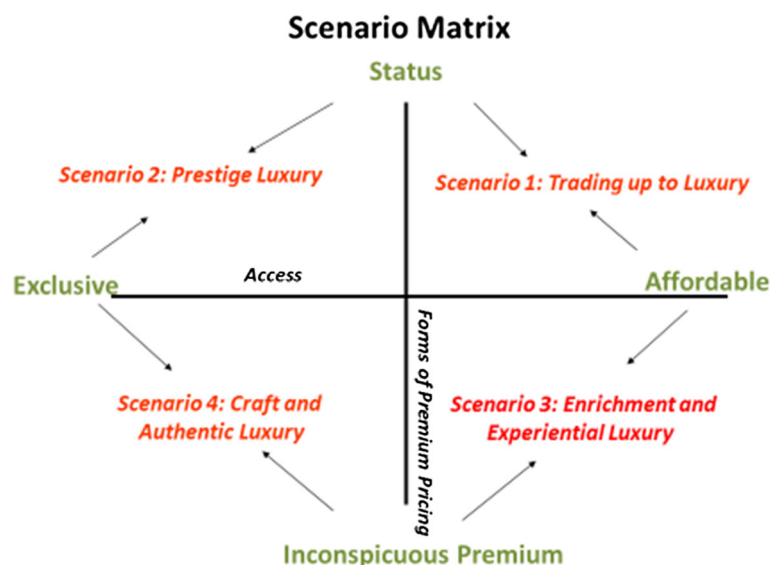 Scenario Matrix
Status
Scenario 2: Prestige Luxury
Scenario 1: Trading up to Luxury
Exclusive
Access
Affordable
Forms of Premium Pricing
Scenario 4: Craft and
Authentic Luxury
Scenario 3: Enrichment and
Experiential Luxury
Inconspicuous Premium